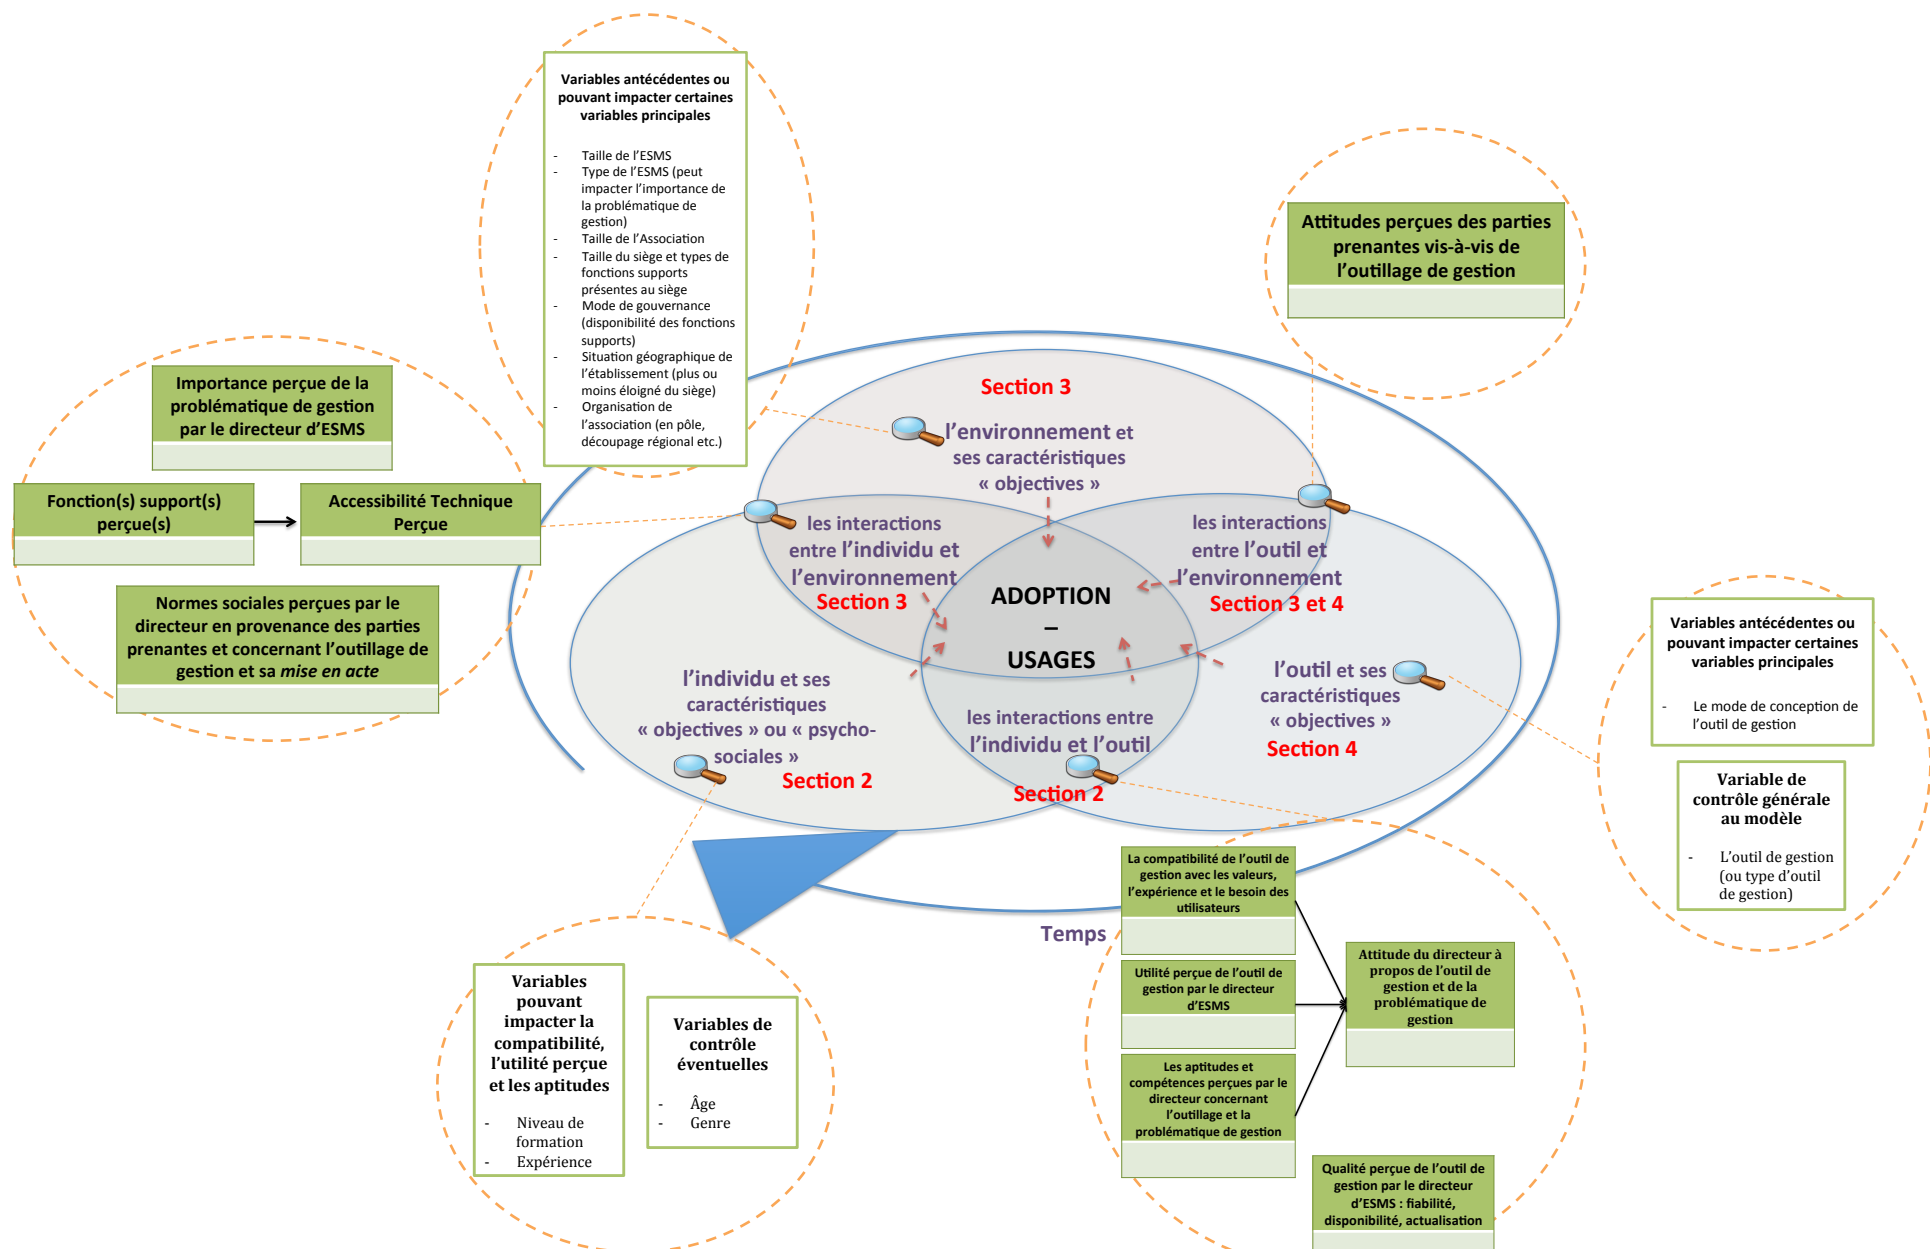 Variables antécédentes ou
pouvant impacter certaines
variables principales
- Taille de l'ESMS
- Type de l'ESMS (peut
impacter l'importance de
la problématique de
gestion)
- Taille de l'Association
- Taille du siège et types de
fonctions supports
présentes au siège
- Mode de gouvernance
(disponibilité des fonctions
supports)
- Situation géographique de
l'établissement (plus ou
moins éloigné du siège)
- Organisation de
l'association (en pôle,
découpage régional etc.)
Attitudes perçues des parties
prenantes vis-à-vis de
l'outillage de gestion
Importance perçue de la
problématique de gestion
par le directeur d'ESMS
Fonction(s) support(s)
perçue(s)
Accessibilité Technique
Perçue
Normes sociales perçues par le
directeur en provenance des parties
prenantes et concernant l'outillage de
gestion et sa mise en acte
Section 3
l'environnement et
ses caractéristiques
« objectives »
les interactions
entre l'individu et
l'environnement
Section 3
les interactions
entre l'outil et
l'environnement
Section 3 et 4
ADOPTION
–
USAGES
l'individu et ses
caractéristiques
« objectives » ou « psycho-
sociales »
Section 2
les interactions entre
l'individu et l'outil
Section 2
l'outil et ses
caractéristiques
« objectives »
Section 4
Variables antécédentes ou
pouvant impacter certaines
variables principales
- Le mode de conception de
l'outil de gestion
Variable de
contrôle générale
au modèle
- L'outil de gestion
(ou type d'outil
de gestion)
Temps
Variables
pouvant
impacter la
compatibilité,
l'utilité perçue
et les aptitudes
- Niveau de
formation
- Expérience
Variables de
contrôle
éventuelles
- Âge
- Genre
La compatibilité de l'outil de
gestion avec les valeurs,
l'expérience et le besoin des
utilisateurs
Utilité perçue de l'outil de
gestion par le directeur
d'ESMS
Les aptitudes et
compétences perçues par le
directeur concernant
l'outillage et la
problématique de gestion
Attitude du directeur à
propos de l'outil de
gestion et de la
problématique de
gestion
Qualité perçue de l'outil de
gestion par le directeur
d'ESMS : fiabilité,
disponibilité, actualisation